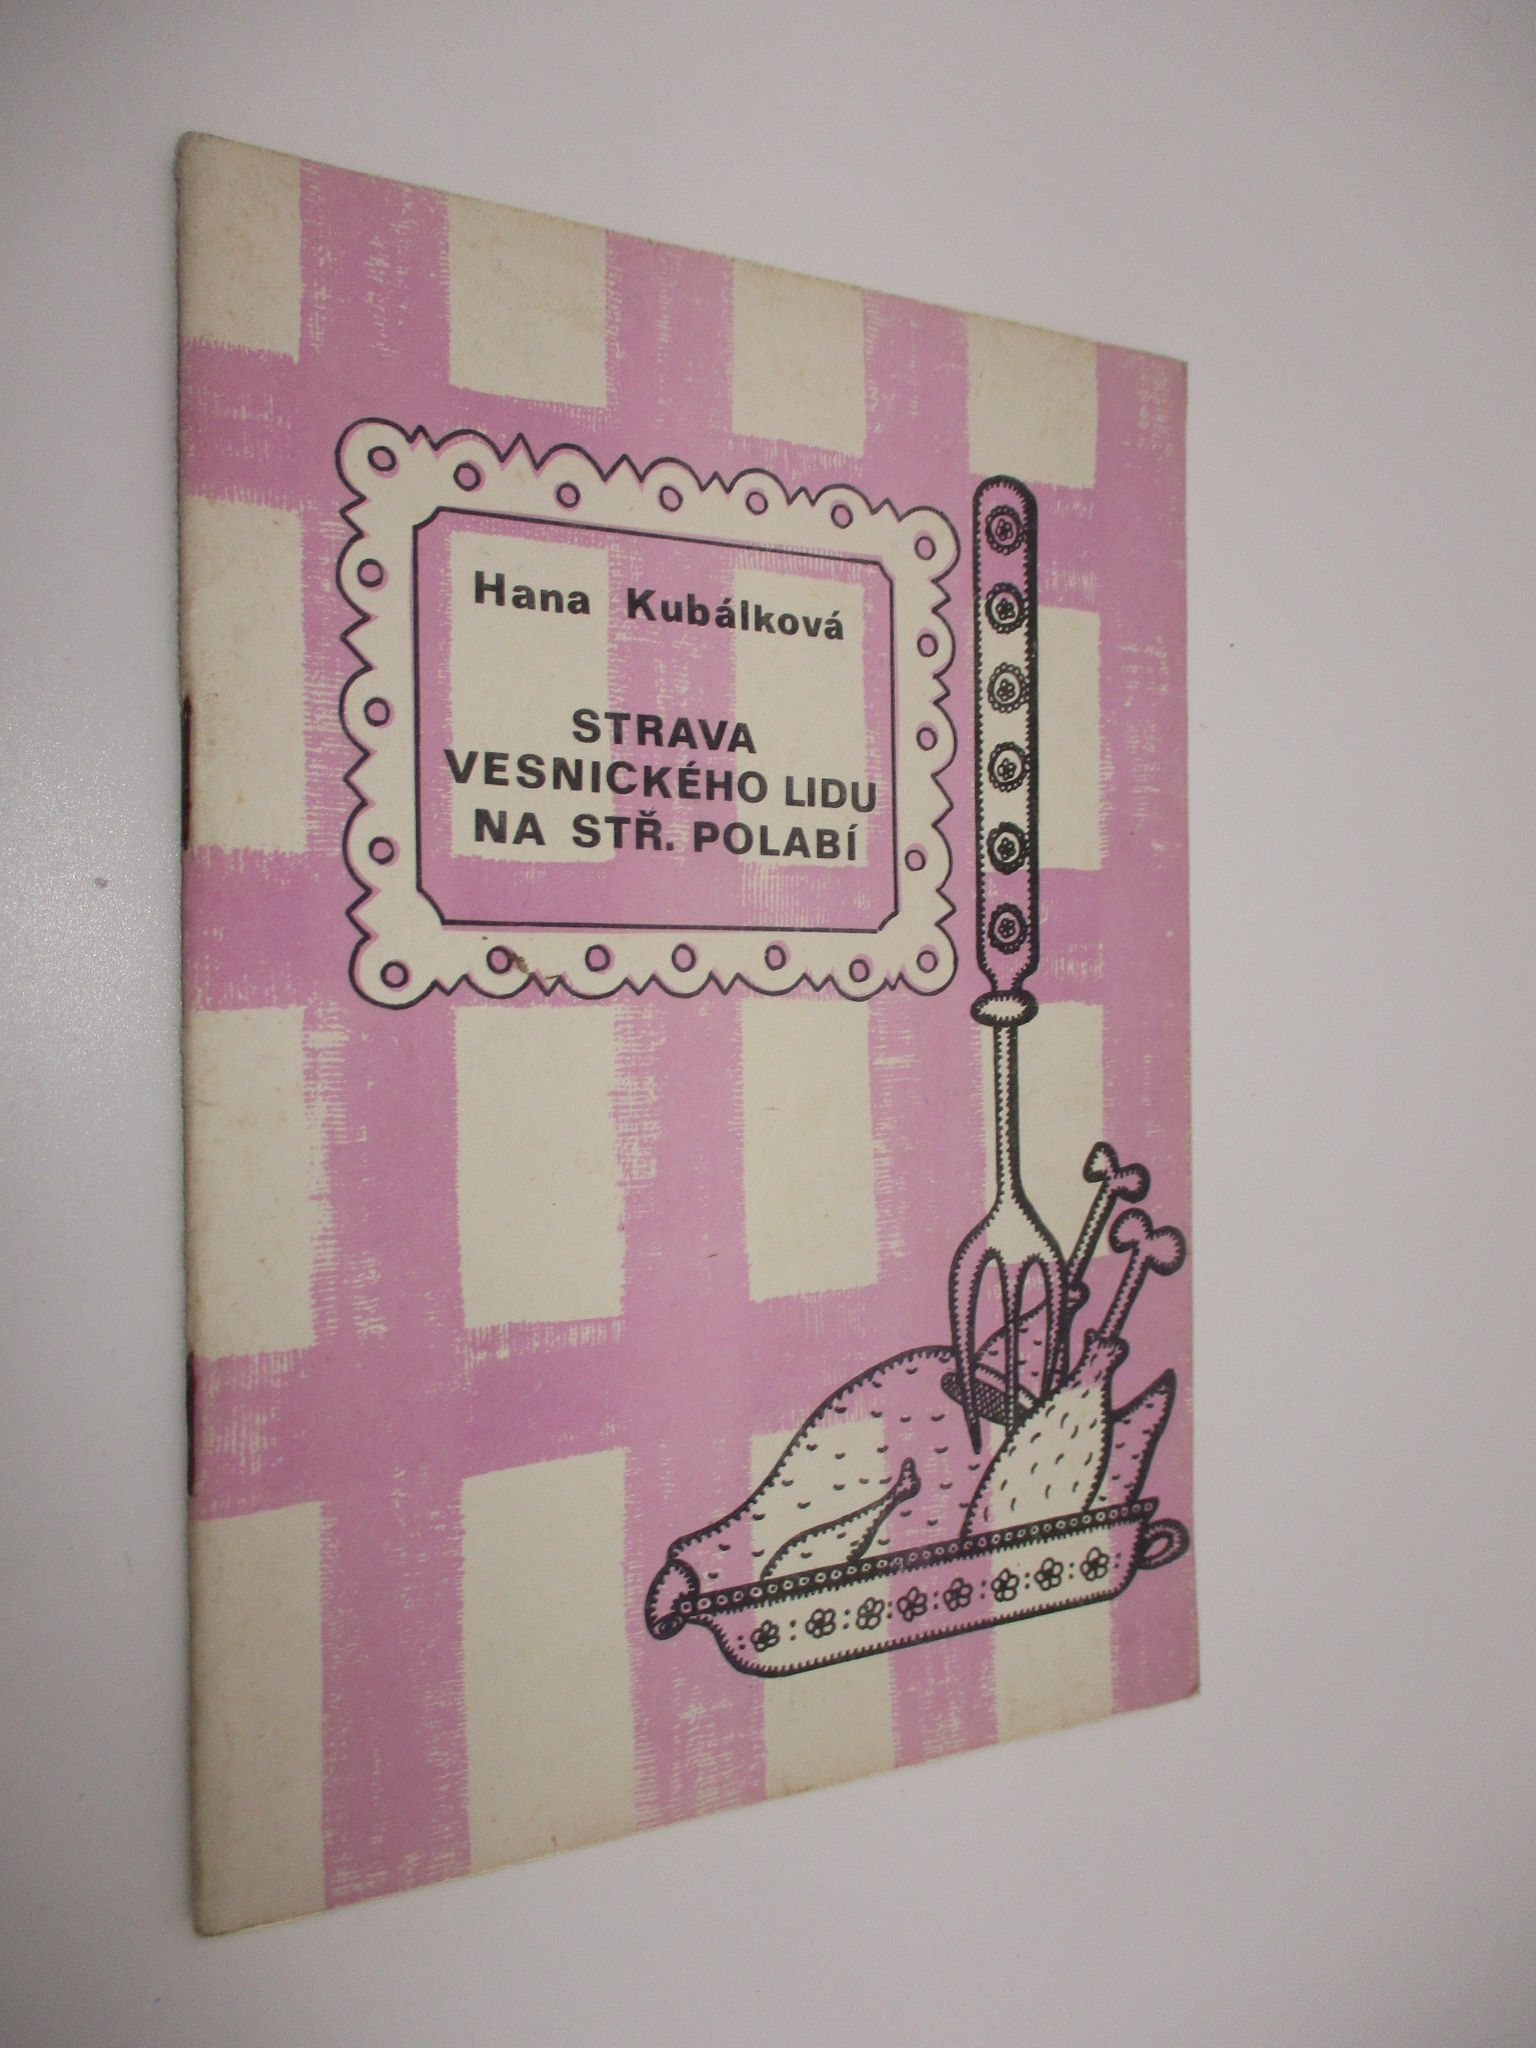 Hana Kubálková
STRAVA
VESNICKÉHO LIDU
NA STŘ. POLABÍ